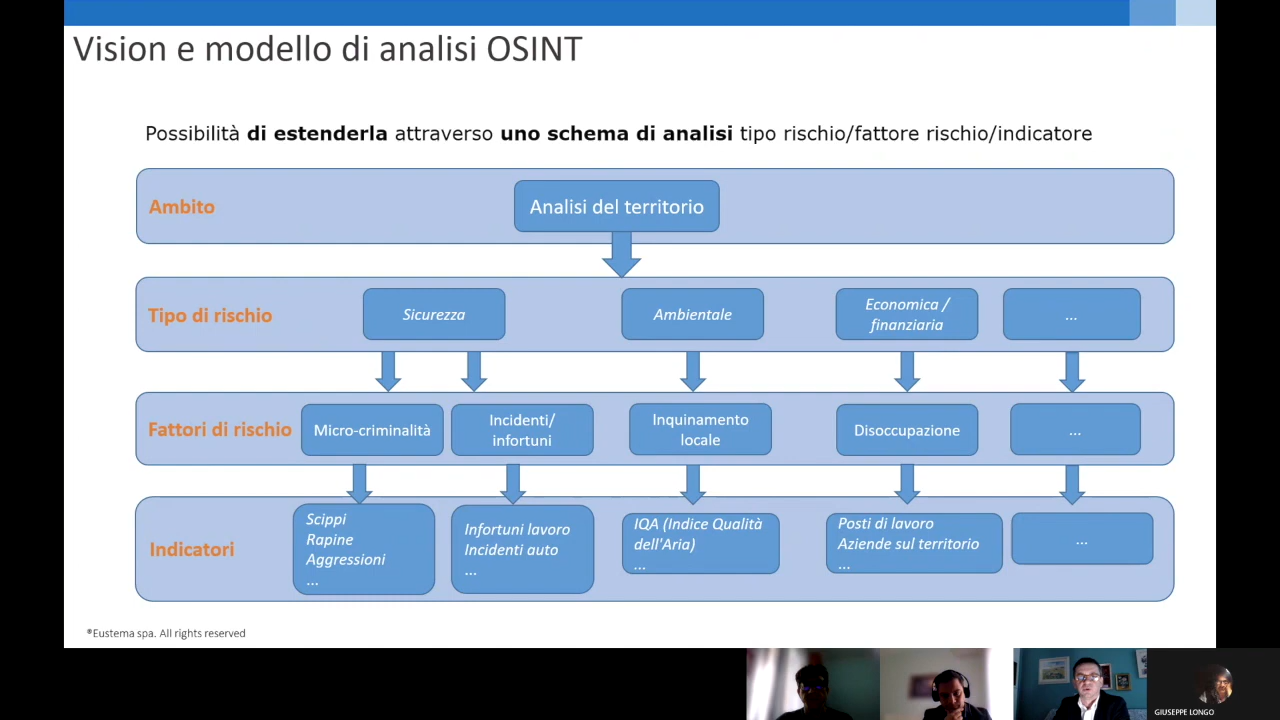 Vision e modello di analisi OSINT
Possibilità di estenderla attraverso uno schema di analisi tipo rischio/fattore rischio/indicatore
Ambito
Analisi del territorio
Tipo di rischio
Sicurezza
Ambientale
Economica /
finanziaria
...
Fattori di rischio
Micro-criminalità
Incidenti/
infortuni
Inquinamento
locale
Disoccupazione
...
Indicatori
Scippi
Rapine
Aggressioni
...
Infortuni lavoro
Incidenti auto
...
IQA (Indice Qualità
dell'Aria)
...
Posti di lavoro
Aziende sul territorio
...
...
®Eustema spa. All rights reserved
GIUSEPPE LONGO